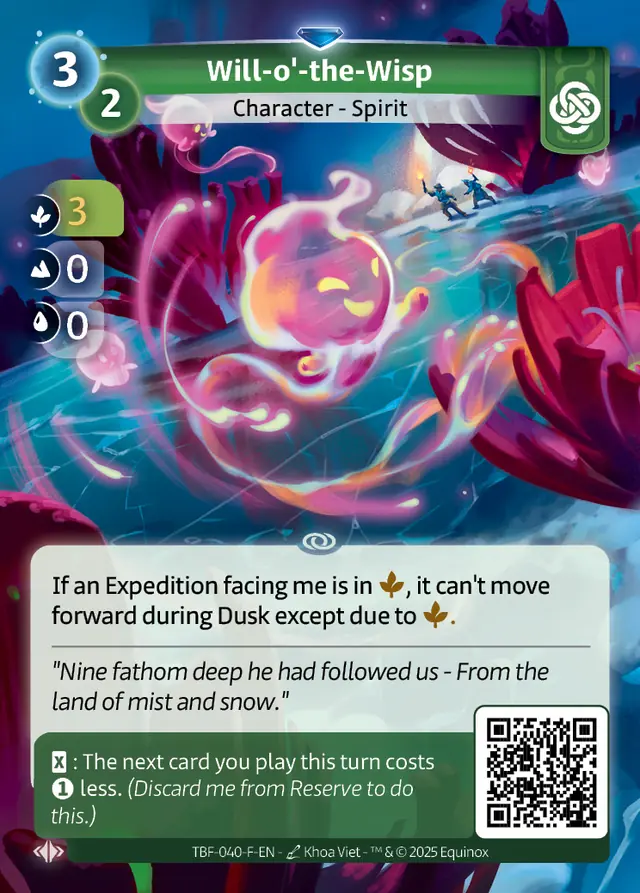 3
Will-o'-the-Wisp
2
Character - Spirit
3
0
0
If an Expedition facing me is in , it can't move
forward during Dusk except due to .
"Nine fathom deep he had followed us - From the
land of mist and snow."
X : The next card you play this turn costs
1 less. (Discard me from Reserve to do
this.)
TBF-040-F-EN - Khoa Viet - ™ & © 2025 Equinox